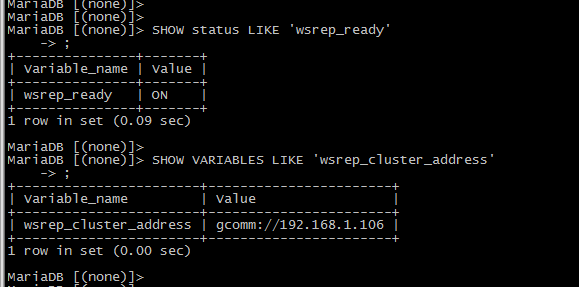 MariaDB [(none)]>
MariaDB [(none)]>
MariaDB [(none)]> SHOW status LIKE 'wsrep_ready'
    -> ;
+---------------+-------+
| Variable_name | Value |
+---------------+-------+
| wsrep_ready   | ON    |
+---------------+-------+
1 row in set (0.09 sec)

MariaDB [(none)]>
MariaDB [(none)]> SHOW VARIABLES LIKE 'wsrep_cluster_address'
    -> ;
+-----------------------+-----------------------+
| Variable_name         | Value                 |
+-----------------------+-----------------------+
| wsrep_cluster_address | gcomm://192.168.1.106 |
+-----------------------+-----------------------+
1 row in set (0.00 sec)

MariaDB [(none)]>
MariaDB [(none)]>